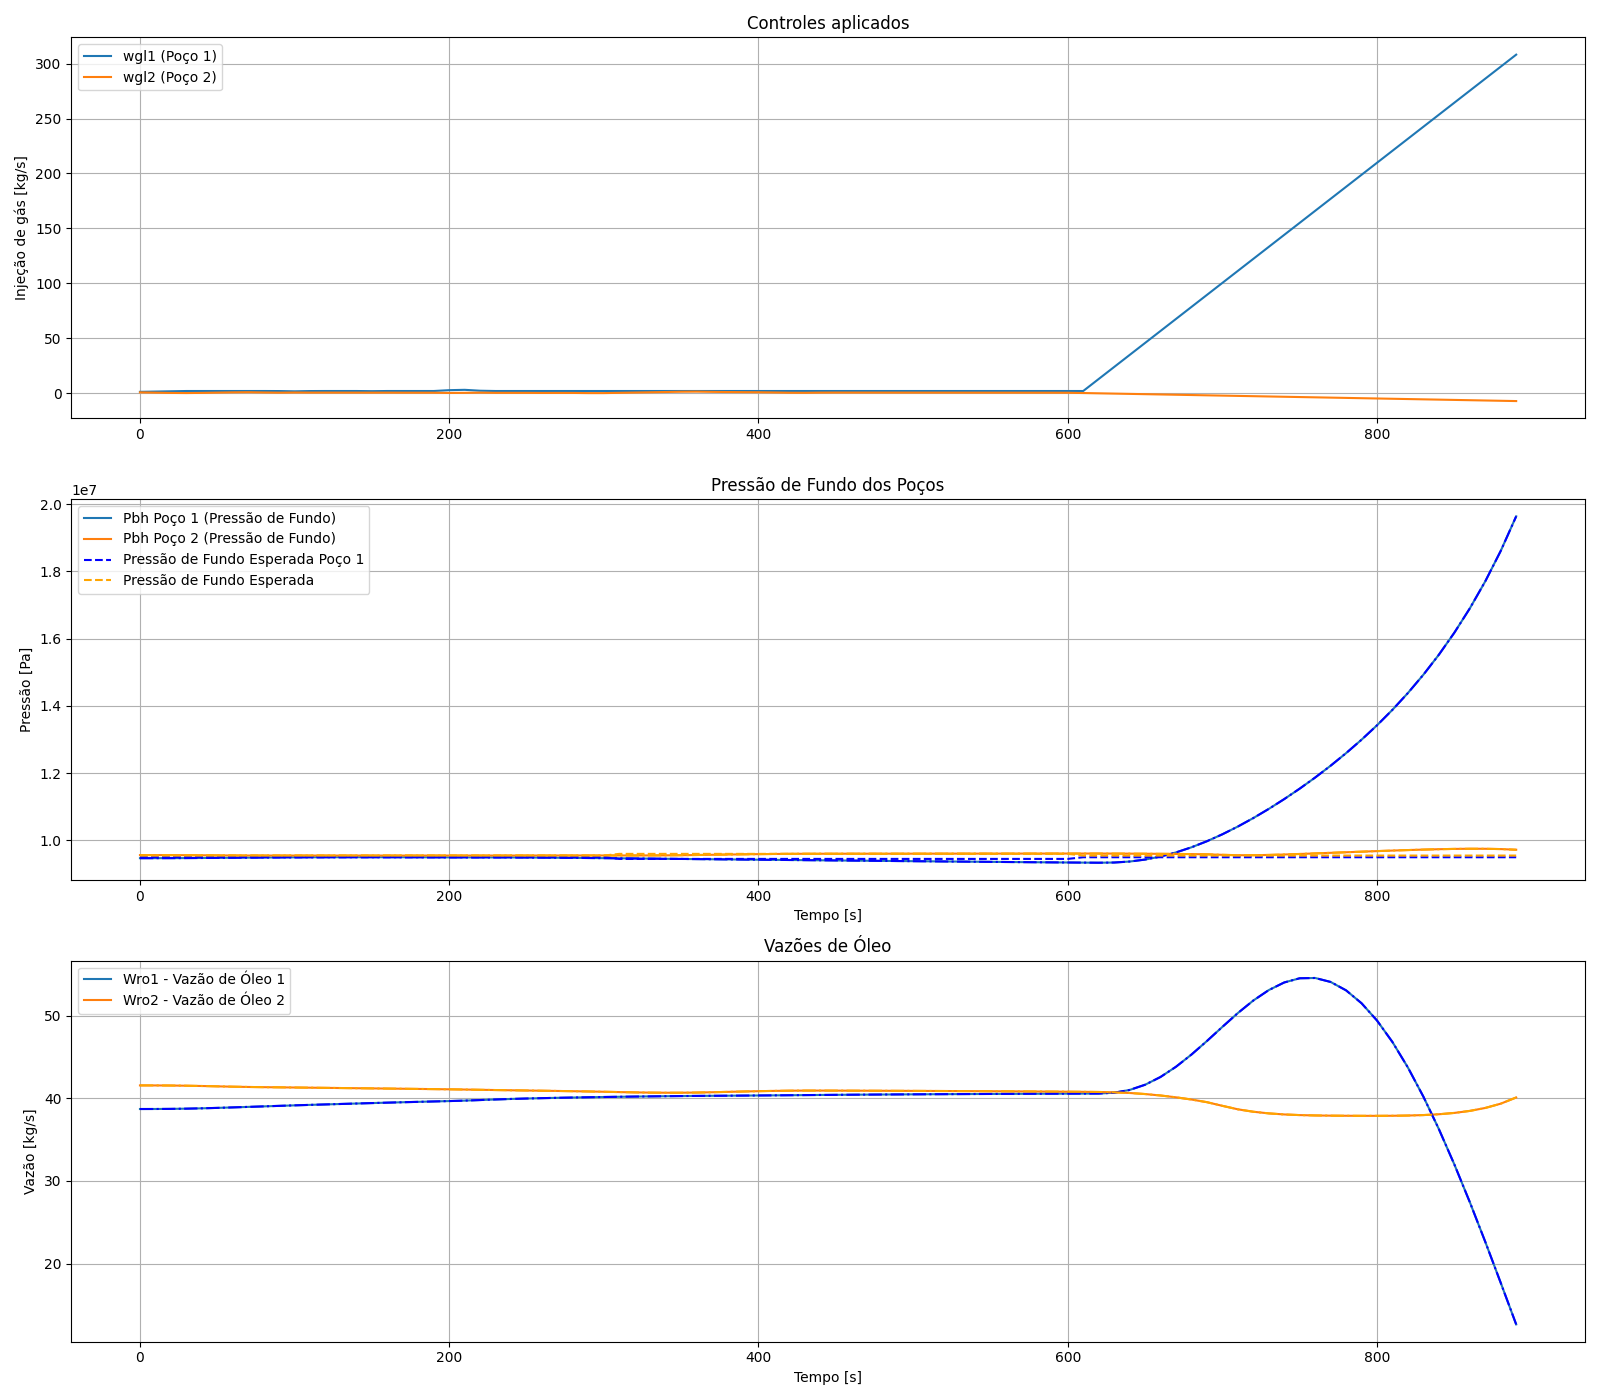 Controles aplicados
wgl1 (Poço 1)
wgl2 (Poço 2)
Injeção de gás [kg/s]
300
250
200
150
100
50
0
0 200 400 600 800
Pressão de Fundo dos Poços
1e7
Pbh Poço 1 (Pressão de Fundo)
Pbh Poço 2 (Pressão de Fundo)
Pressão de Fundo Esperada Poço 1
Pressão de Fundo Esperada
Pressão [Pa]
2.0
1.8
1.6
1.4
1.2
1.0
0 200 400 600 800
Tempo [s]
Vazões de Óleo
Wro1 - Vazão de Óleo 1
Wro2 - Vazão de Óleo 2
Vazão [kg/s]
50
40
30
20
0 200 400 600 800
Tempo [s]